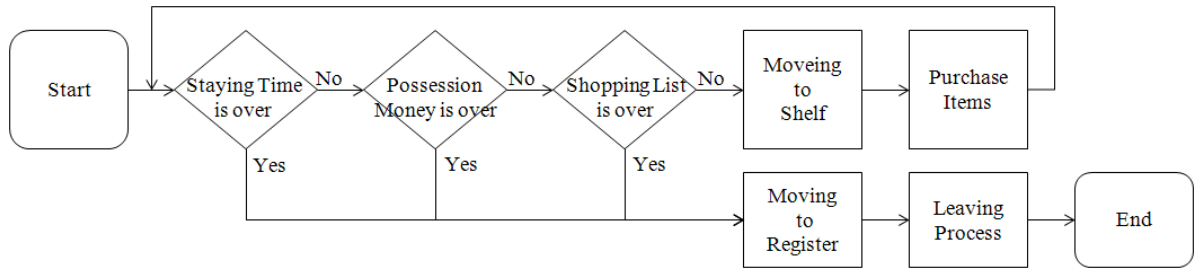 Start
Staying Time
is over
No
Possession
Money is over
No
Shopping List
is over
No
Moveing
to
Shelf
Purchase
Items
Yes
Yes
Yes
Moving
to
Register
Leaving
Process
End